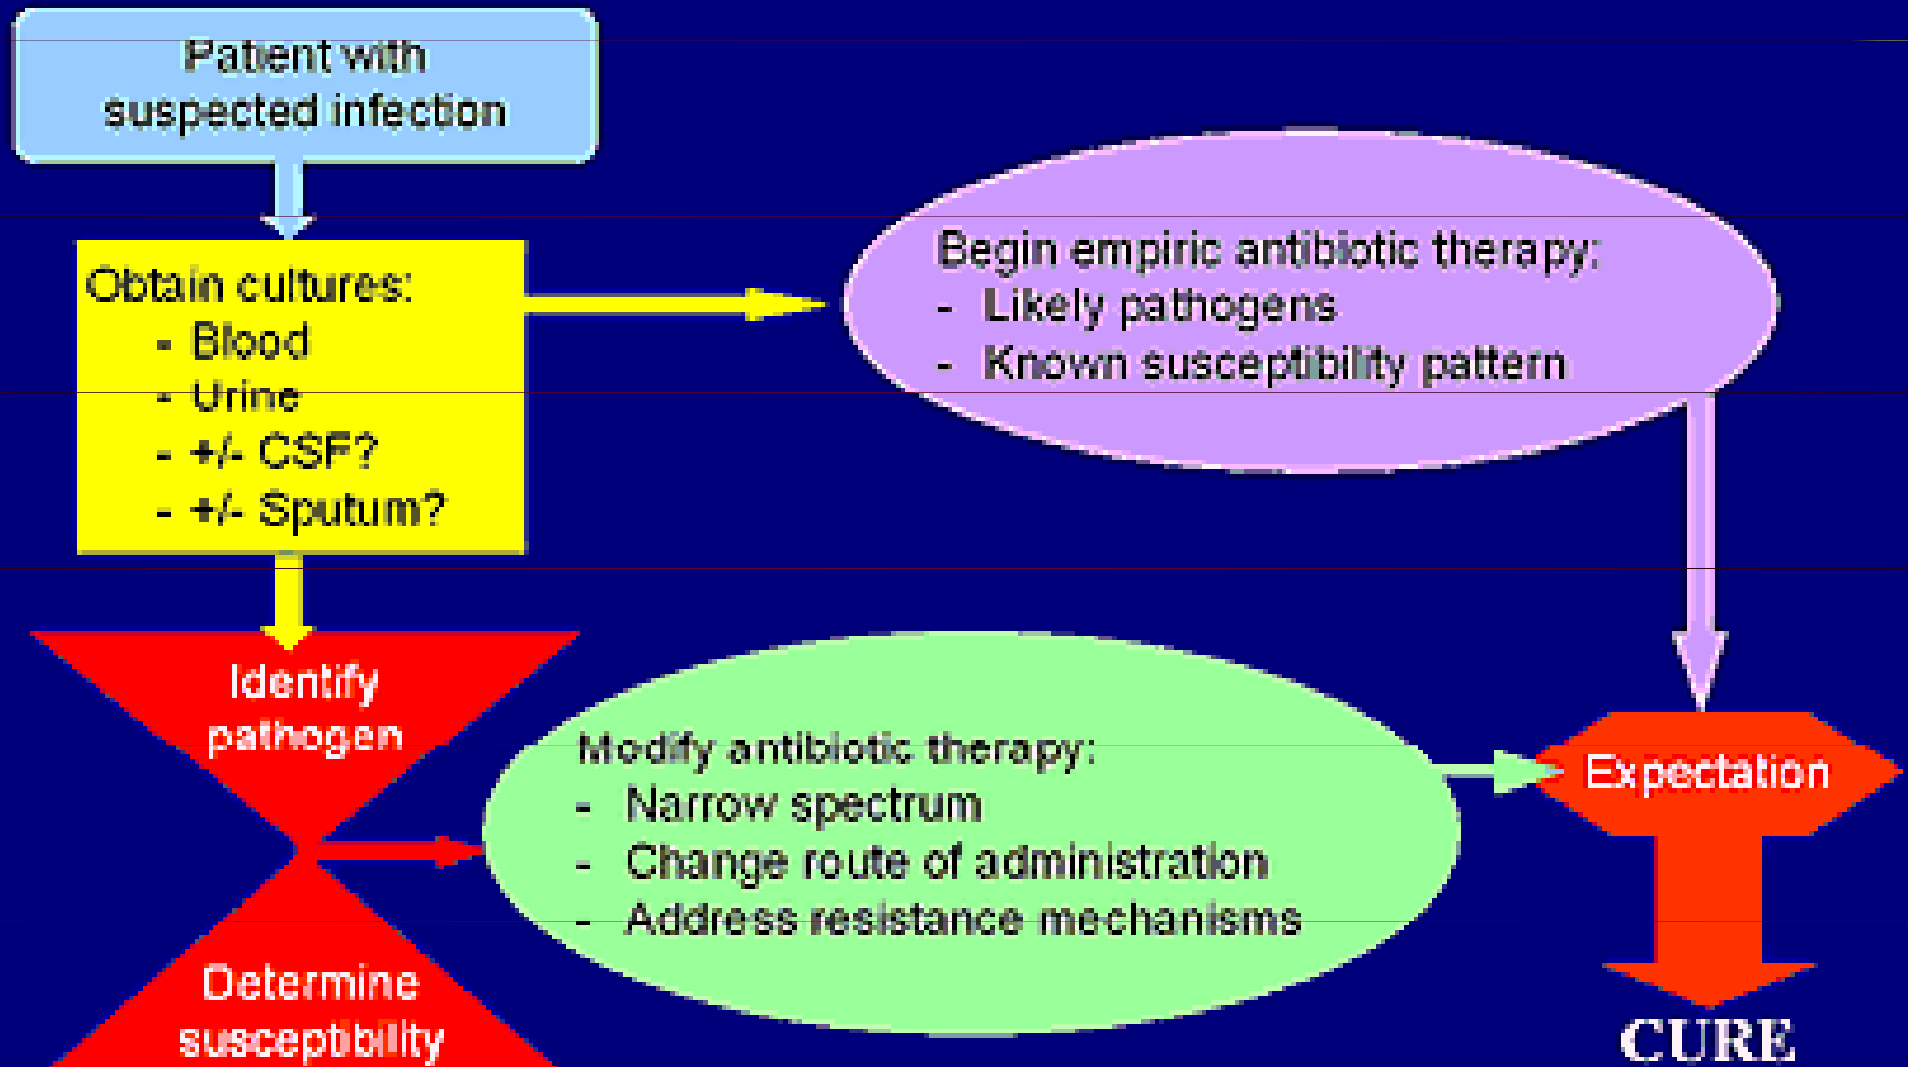 Patient with
suspected infection
Obtain cultures:
- Blood
- Urine
- +/- CSF?
- +/- Sputum?
Begin empiric antibiotic therapy:
- Likely pathogens
- Known susceptibility pattern
Identify
pathogen
Determine
susceptibility
Modify antibiotic therapy:
- Narrow spectrum
- Change route of administration
- Address resistance mechanisms
Expectation
CURE